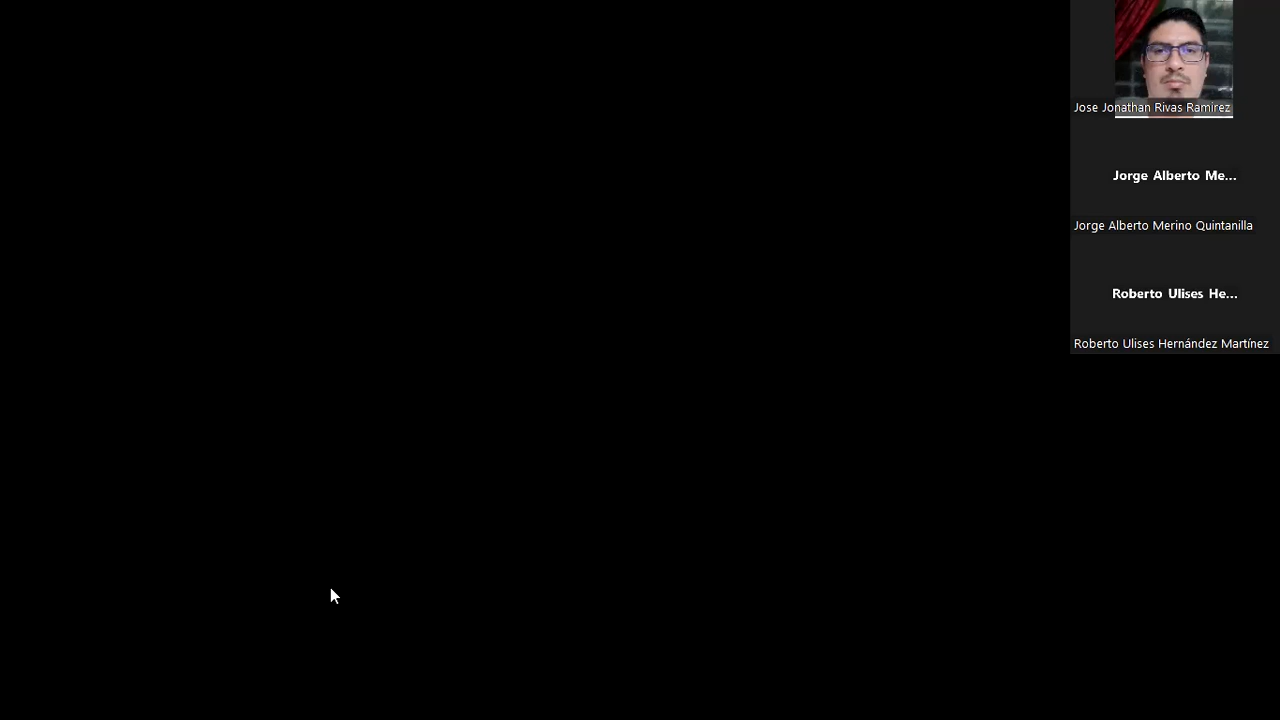 Jose Jonathan Rivas Ramirez
Jorge Alberto Me...
Jorge Alberto Merino Quintanilla
Roberto Ulises He...
Roberto Ulises Hernández Martínez